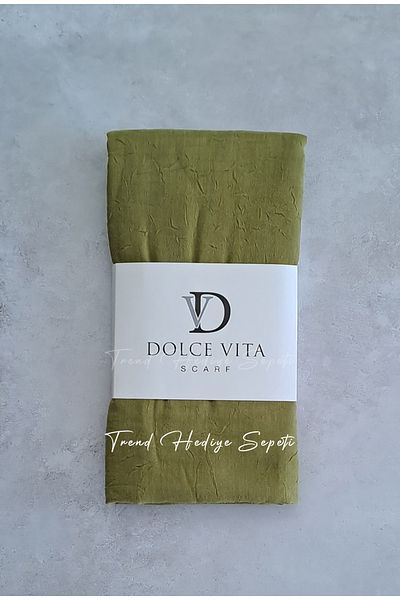 VD
DOLCE VITA
Trend Hediye Sepeti
SCARF
Trend Hediye Sepeti